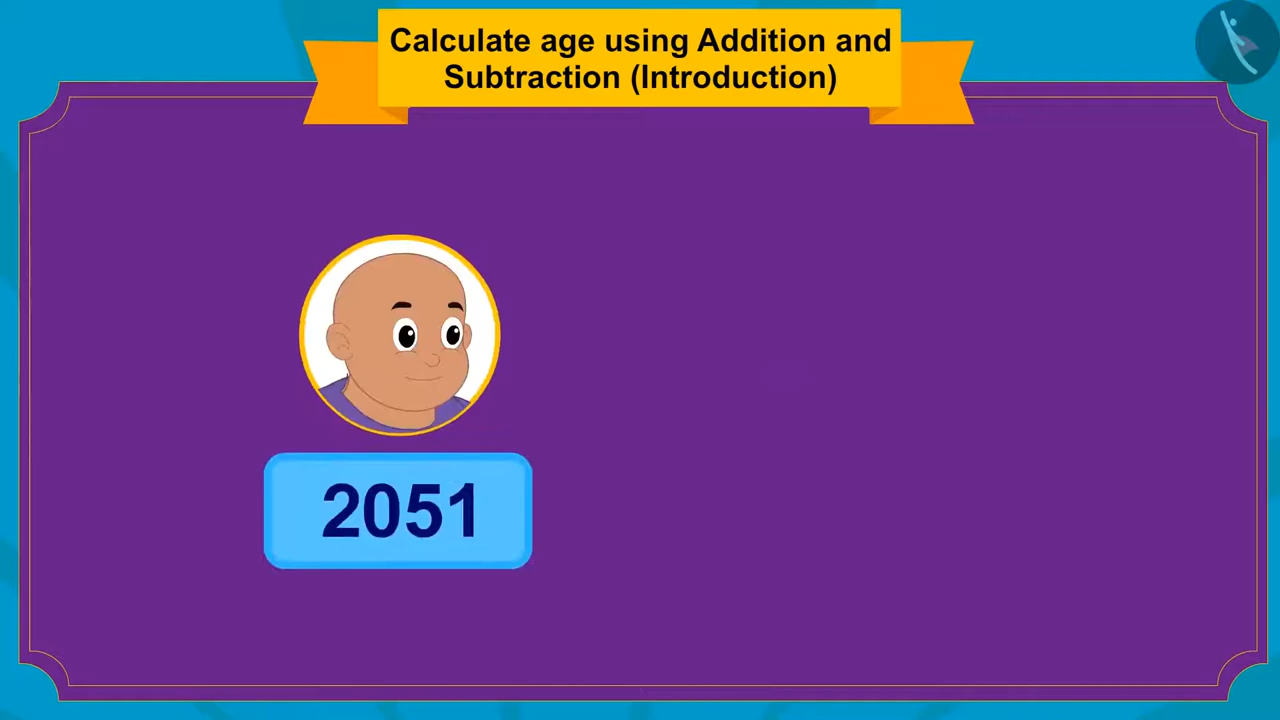 Calculate age using Addition and
Subtraction (Introduction)
2051